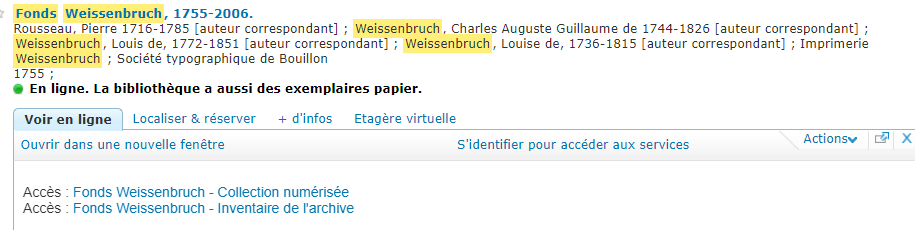 Fonds Weissenbruch, 1755-2006.
Rousseau, Pierre 1716-1785 [auteur correspondant] ; Weissenbruch, Charles Auguste Guillaume de 1744-1826 [auteur correspondant] ;
Weissenbruch, Louis de, 1772-1851 [auteur correspondant] ; Weissenbruch, Louise de, 1736-1815 [auteur correspondant] ; Imprimerie
Weissenbruch ; Société typographique de Bouillon
1755 ;
En ligne. La bibliothèque a aussi des exemplaires papier.
Voir en ligne Localiser & réserver + d'infos Etagère virtuelle
Ouvrir dans une nouvelle fenêtre S'identifier pour accéder aux services Actions
Accès : Fonds Weissenbruch - Collection numérisée
Accès : Fonds Weissenbruch - Inventaire de l'archive